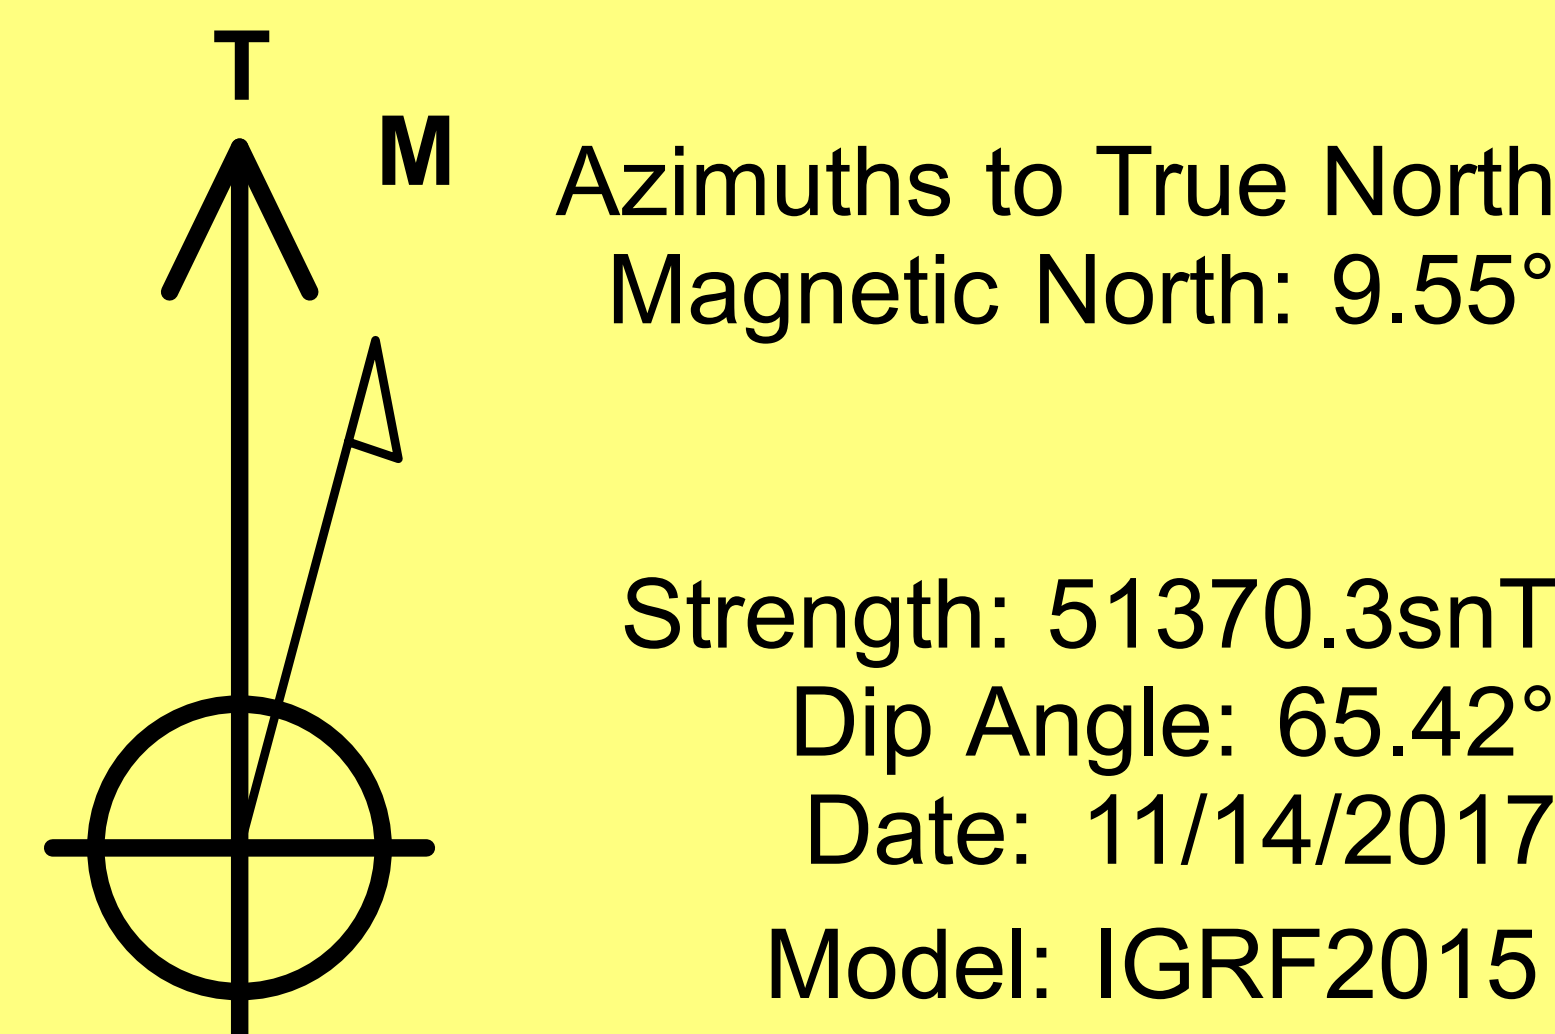 T
M
Azimuths to True North
Magnetic North: 9.55°
Strength: 51370.3snT
Dip Angle: 65.42°
Date: 11/14/2017
Model: IGRF2015